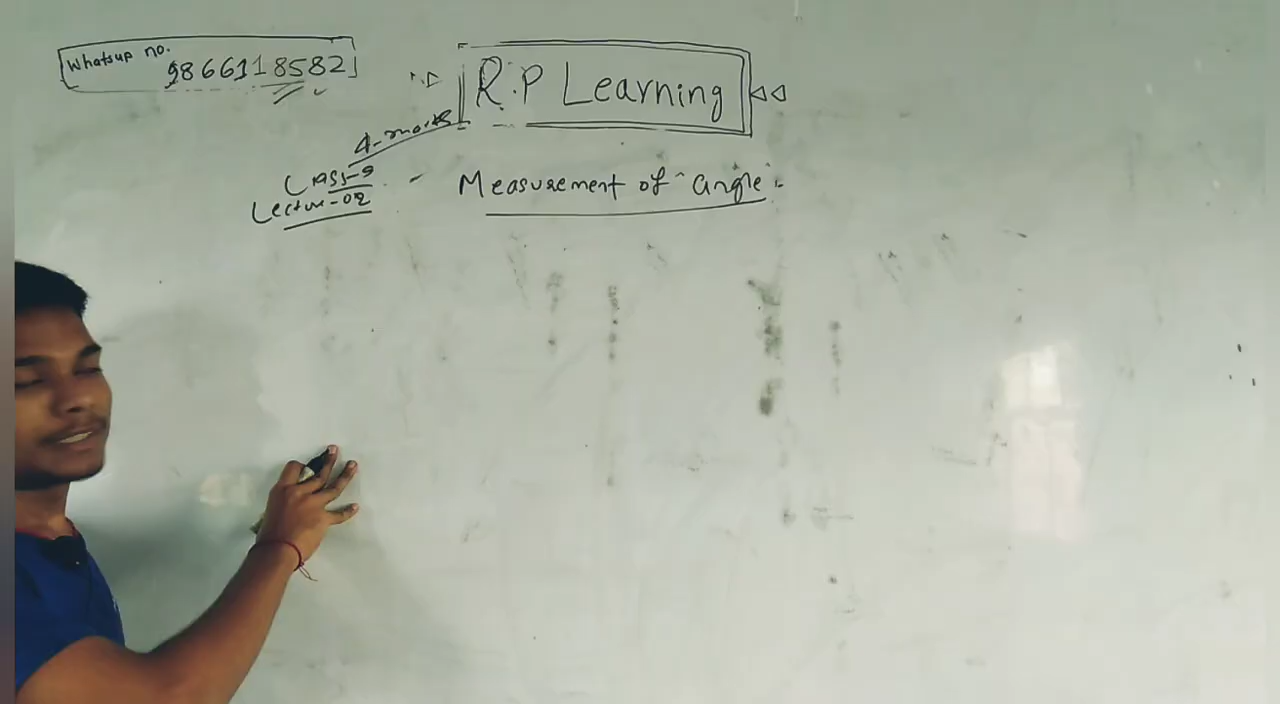 Whatsup no.
9866118582
R.P Learning
4-marks
Class-9
Lecture-02
Measurement of "angle":-